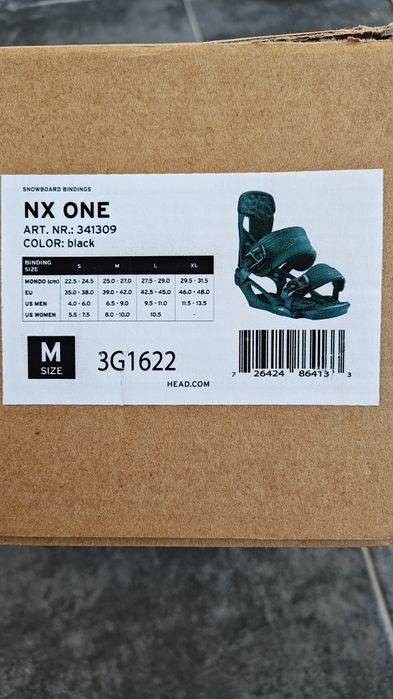 SNOWBOARD BINDINGS
NX ONE
ART. NR.: 341309
COLOR: black
BINDING SIZE S M L XL
MONDO (cm) 22.5 - 24.5 25.0 - 27.0 27.5 - 29.0 29.5 - 31.5
EU 35.0 - 38.0 39.0 - 42.0 42.5 - 45.0 46.0 - 48.0
US MEN 4.0 - 6.0 6.5 - 9.0 9.5 - 11.0 11.5 - 13.5
US WOMEN 5.5 - 7.5 8.0 - 10.0 10.5 -
M
SIZE
3G1622
HEAD.COM
7 26424 86413 3